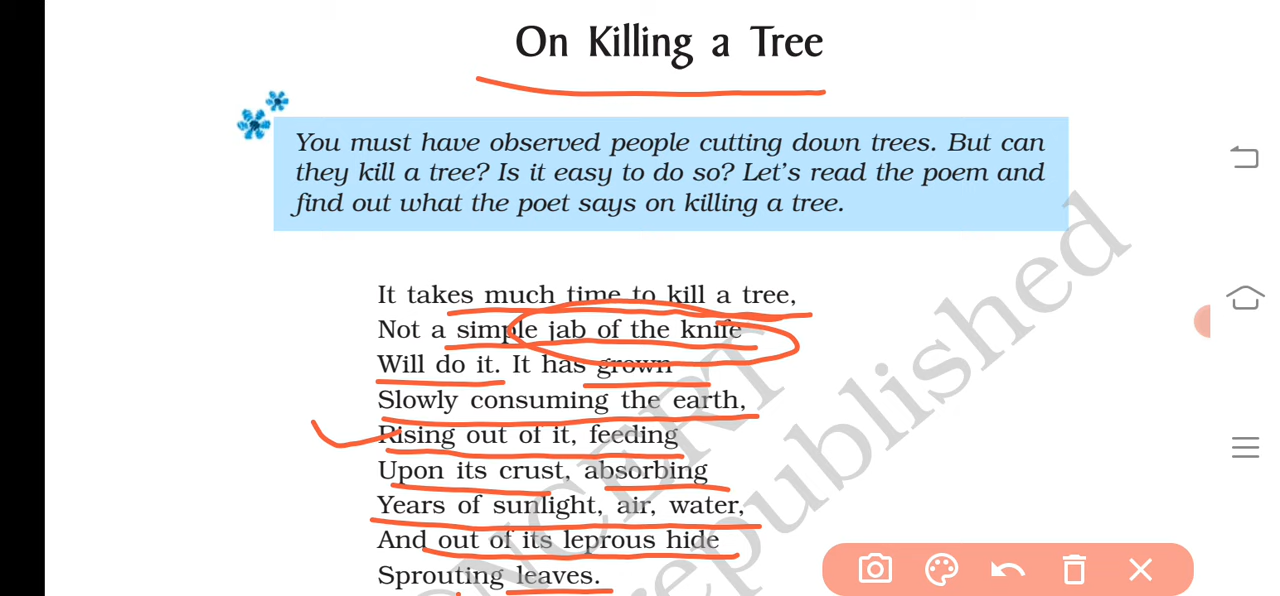 On Killing a Tree
You must have observed people cutting down trees. But can
they kill a tree? Is it easy to do so? Let's read the poem and
find out what the poet says on killing a tree.
It takes much time to kill a tree,
Not a simple jab of the knife
Will do it. It has grown
Slowly consuming the earth,
Rising out of it, feeding
Upon its crust, absorbing
Years of sunlight, air, water,
And out of its leprous hide
Sprouting leaves.
NCERT
republished